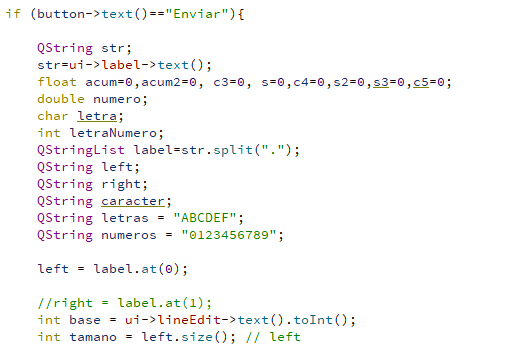 if (button->text()=="Enviar"){
QString str;
str=ui->label->text();
float acum=0,acum2=0, c3=0, s=0,c4=0,s2=0,s3=0,c5=0;
double numero;
char letra;
int letraNumero;
QStringList label=str.split(".");
QString left;
QString right;
QString caracter;
QString letras = "ABCDEF";
QString numeros = "0123456789";
left = label.at(0);
//right = label.at(1);
int base = ui->lineEdit->text().toInt();
int tamano = left.size(); // left